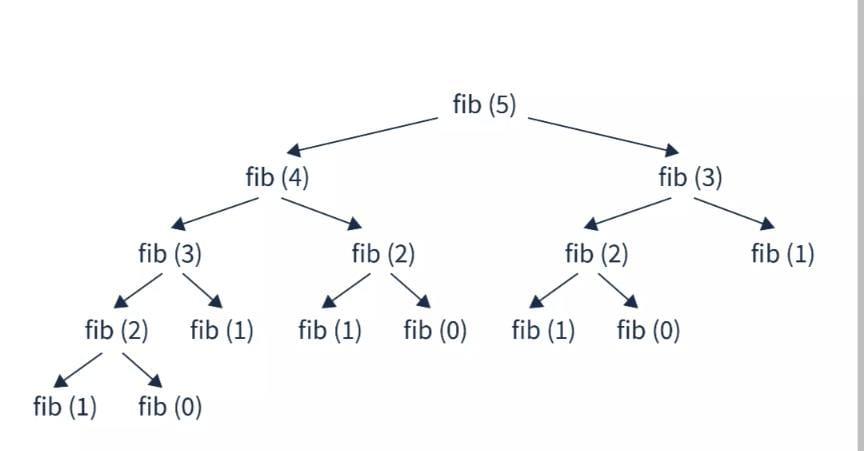 fib (5)
fib (4) fib (3)
fib (3) fib (2) fib (2) fib (1)
fib (2) fib (1) fib (1) fib (0) fib (1) fib (0)
fib (1) fib (0)